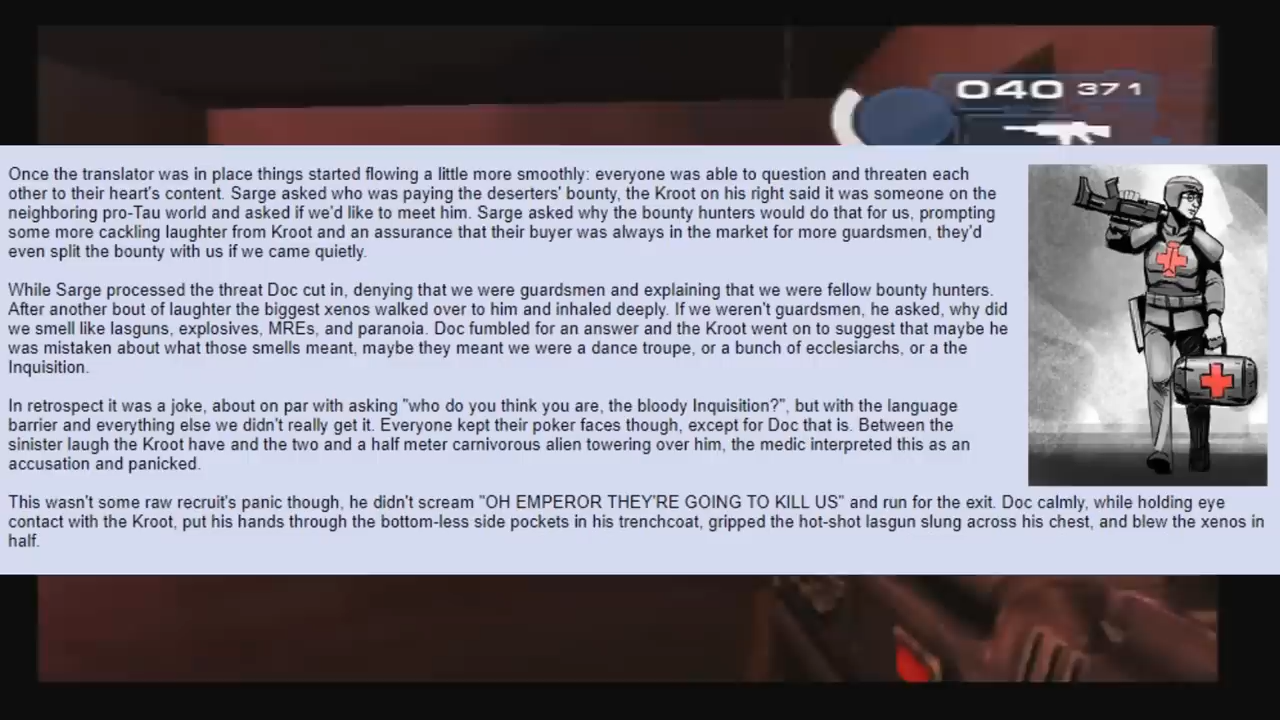 040 371
Once the translator was in place things started flowing a little more smoothly: everyone was able to question and threaten each
other to their heart's content. Sarge asked who was paying the deserters' bounty, the Kroot on his right said it was someone on the
neighboring pro-Tau world and asked if we'd like to meet him. Sarge asked why the bounty hunters would do that for us, prompting
some more cackling laughter from Kroot and an assurance that their buyer was always in the market for more guardsmen, they'd
even split the bounty with us if we came quietly.
While Sarge processed the threat Doc cut in, denying that we were guardsmen and explaining that we were fellow bounty hunters.
After another bout of laughter the biggest xenos walked over to him and inhaled deeply. If we weren't guardsmen, he asked, why did
we smell like lasguns, explosives, MREs, and paranoia. Doc fumbled for an answer and the Kroot went on to suggest that maybe he
was mistaken about what those smells meant, maybe they meant we were a dance troupe, or a bunch of ecclesiarchs, or a the
Inquisition.
In retrospect it was a joke, about on par with asking "who do you think you are, the bloody Inquisition?", but with the language
barrier and everything else we didn't really get it. Everyone kept their poker faces though, except for Doc that is. Between the
sinister laugh the Kroot have and the two and a half meter carnivorous alien towering over him, the medic interpreted this as an
accusation and panicked.
This wasn't some raw recruit's panic though, he didn't scream "OH EMPEROR THEY'RE GOING TO KILL US" and run for the exit. Doc calmly, while holding eye
contact with the Kroot, put his hands through the bottom-less side pockets in his trenchcoat, gripped the hot-shot lasgun slung across his chest, and blew the xenos in
half.